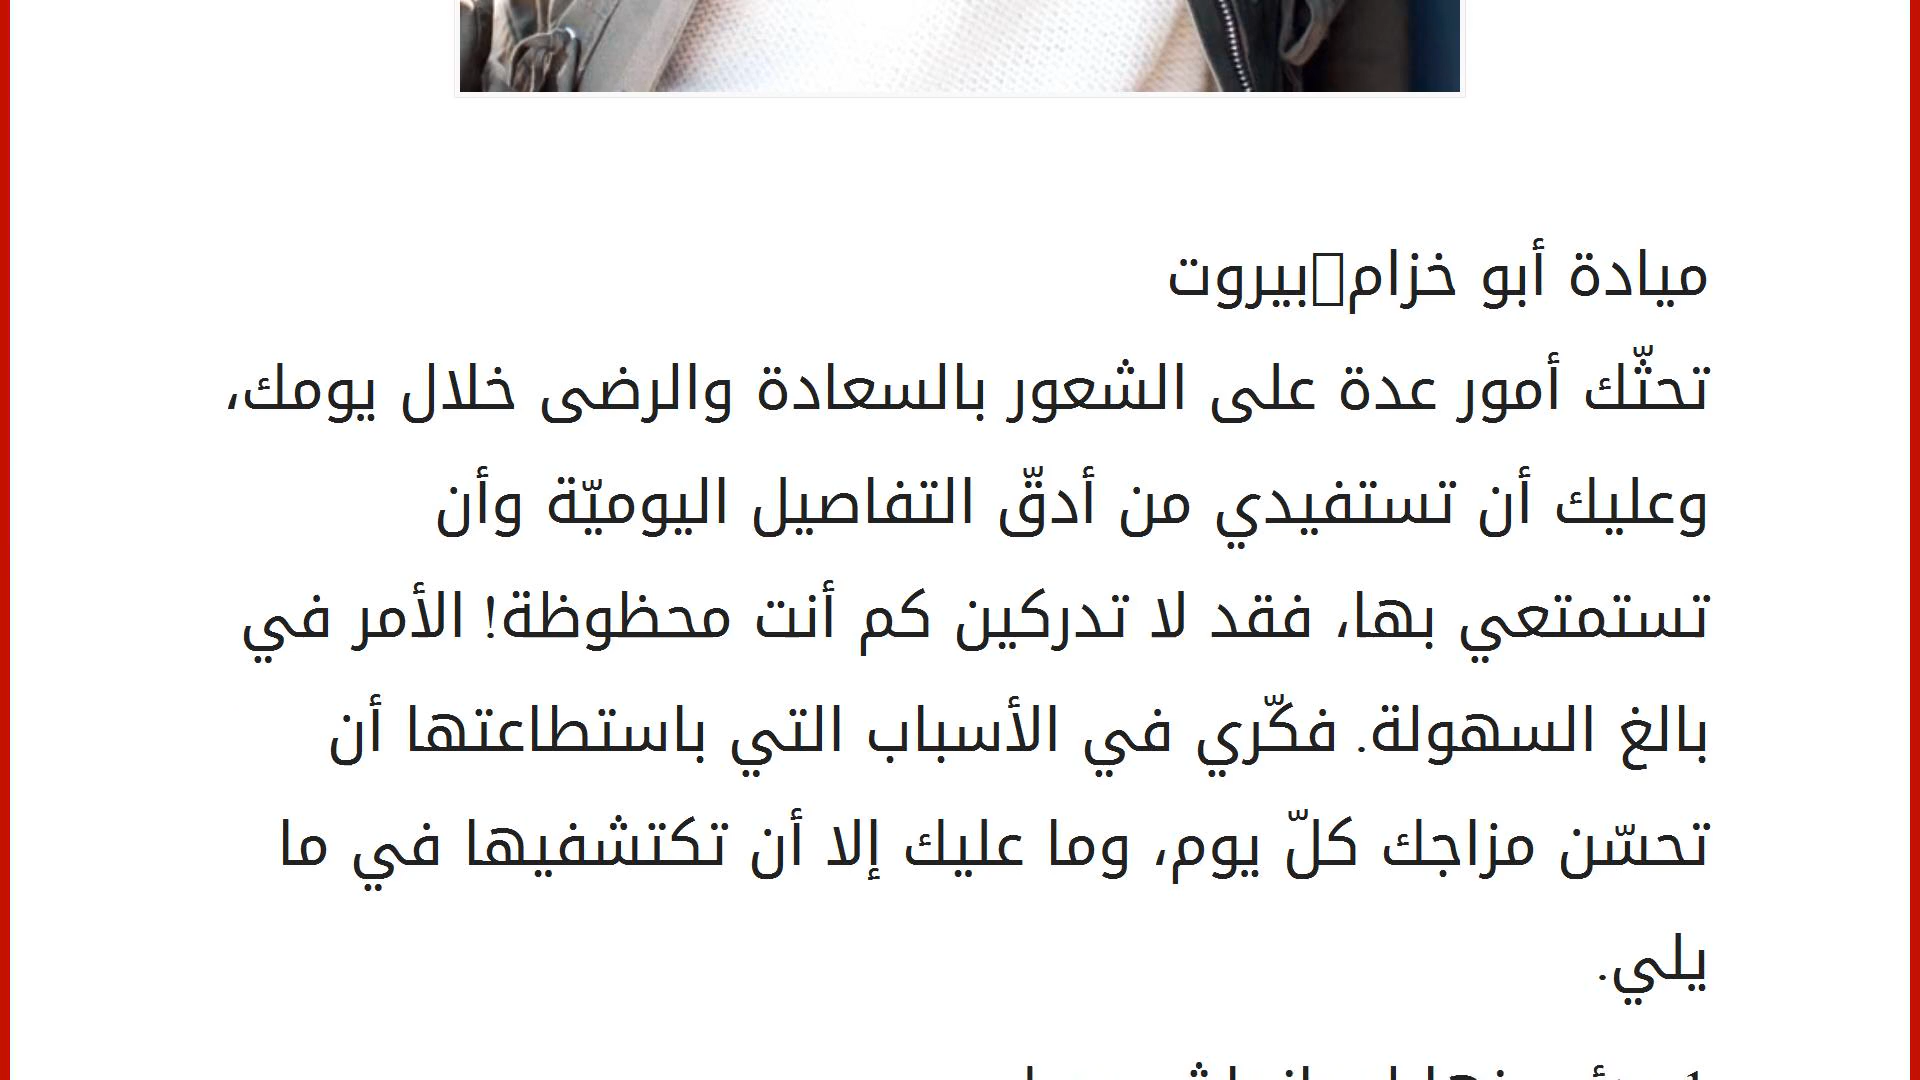 ميادة أبو خزام بيروت
تحثّك أمور عدة على الشعور بالسعادة والرضى خلال يومك،
وعليك أن تستفيدي من أدقّ التفاصيل اليوميّة وأن
تستمتعي بها، فقد لا تدركين كم أنت محظوظة! الأمر في
بالغ السهولة. فكّري في الأسباب التي باستطاعتها أن
تحسّن مزاجك كلّ يوم، وما عليك إلا أن تكتشفيها في ما
يلي.